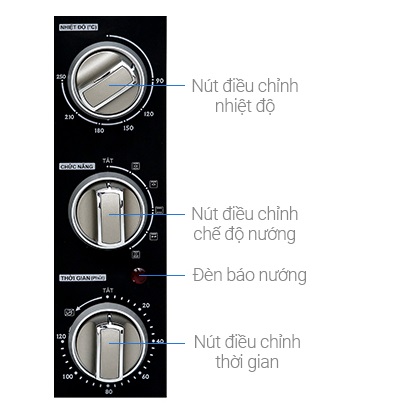 NHIỆT ĐỘ (°C)
250
90
210
120
180
150
Nút điều chỉnh
nhiệt độ
CHỨC NĂNG
TẮT
Nút điều chỉnh
chế độ nướng
Đèn báo nướng
THỜI GIAN (Phút)
TẮT
20
120
40
100
60
80
Nút điều chỉnh
thời gian